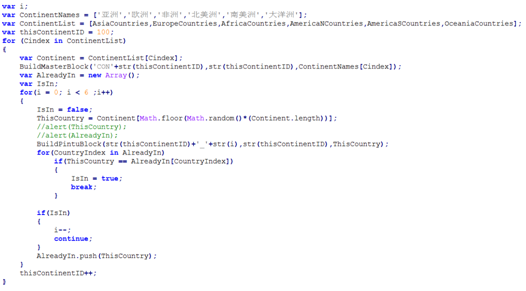 var i;
var ContinentNames = ['亚洲','欧洲','非洲','北美洲','南美洲','大洋洲'];
var ContinentList = [AsiaCountries,EuropeCountries,AfricaCountries,AmericaNCountries,AmericaSCountries,OceaniaCountries];
var thisContinentID = 100;
for (Cindex in ContinentList)
{
    var Continent = ContinentList[Cindex];
    BuildMasterBlock('CON'+str(thisContinentID),str(thisContinentID),ContinentNames[Cindex]);
    var AlreadyIn = new Array();
    var IsIn;
    for(i = 0; i < 6 ;i++)
    {
        IsIn = false;
        ThisCountry = Continent[Math.floor(Math.random()*(Continent.length))];
        //alert(ThisCountry);
        //alert(AlreadyIn);
        BuildPintuBlock(str(thisContinentID)+'_'+str(i),str(thisContinentID),ThisCountry);
        for(CountryIndex in AlreadyIn)
            if(ThisCountry == AlreadyIn[CountryIndex])
            {
                IsIn = true;
                break;
            }

        if(IsIn)
        {
            i--;
            continue;
        }
        AlreadyIn.push(ThisCountry);
    }
    thisContinentID++;
}